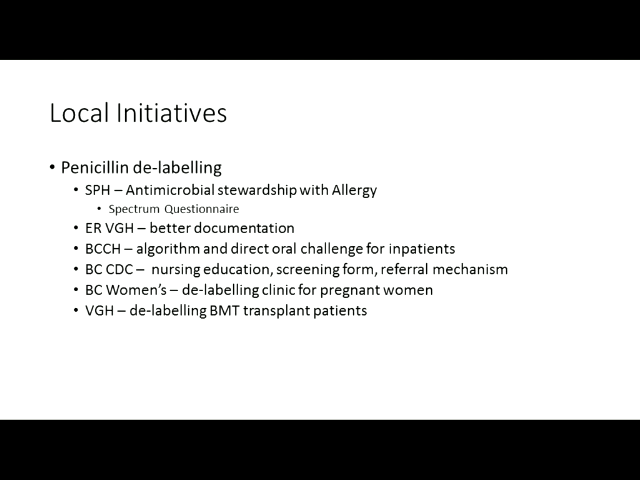 Local Initiatives
• Penicillin de-labelling
• SPH – Antimicrobial stewardship with Allergy
• Spectrum Questionnaire
• ER VGH – better documentation
• BCCH – algorithm and direct oral challenge for inpatients
• BC CDC – nursing education, screening form, referral mechanism
• BC Women's – de-labelling clinic for pregnant women
• VGH – de-labelling BMT transplant patients